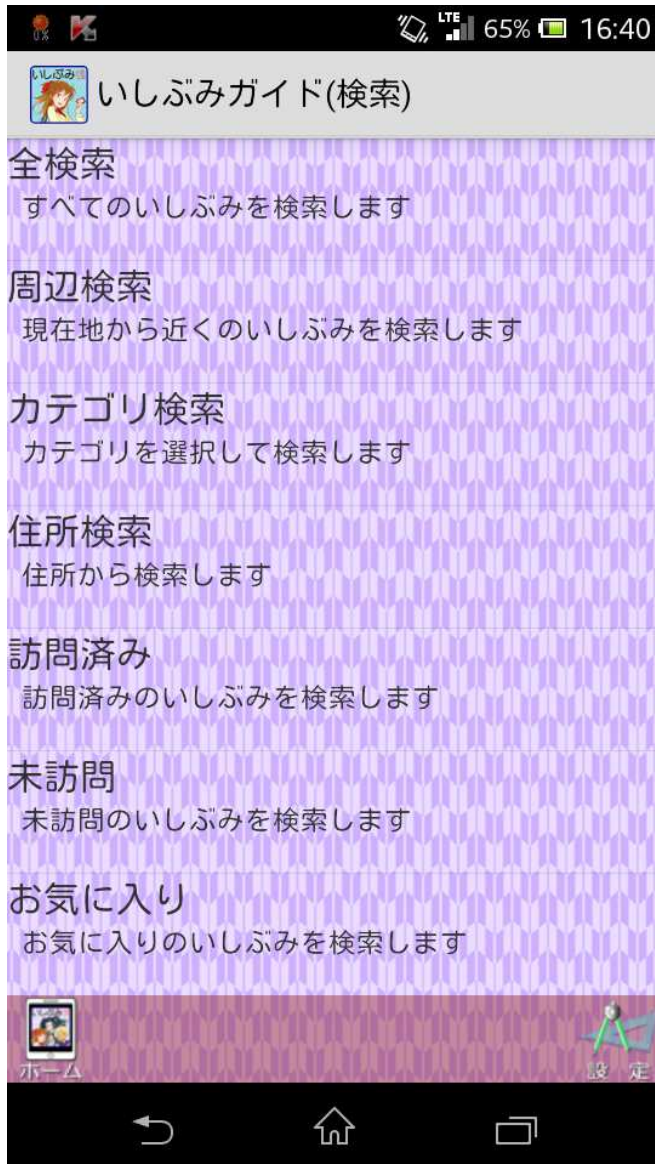 0%
LTE 65% 16:40
いしぶみ
いしぶみガイド(検索)
全検索
すべてのいしぶみを検索します
周辺検索
現在地から近くのいしぶみを検索します
カテゴリ検索
カテゴリを選択して検索します
住所検索
住所から検索します
訪問済み
訪問済みのいしぶみを検索します
未訪問
未訪問のいしぶみを検索します
お気に入り
お気に入りのいしぶみを検索します
ホーム
設 定